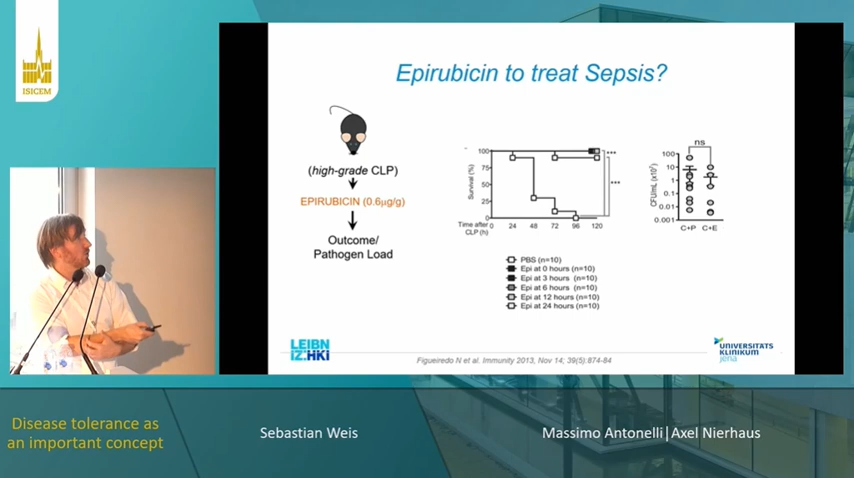 ISICEM
Epirubicin to treat Sepsis?
(high-grade CLP)
EPIRUBICIN (0.6µg/g)
Outcome/
Pathogen Load
Survival (%)
100
75
50
25
0
Time after
CLP (h)
0 24 48 72 96 120
***
***
PBS (n=10)
Epi at 0 hours (n=10)
Epi at 3 hours (n=10)
Epi at 6 hours (n=10)
Epi at 12 hours (n=10)
Epi at 24 hours (n=10)
ns
CFU/mL (x10⁷)
100
10
1
0.1
0.01
0.001
C+P C+E
LEIBN
IZ:HKI
Figueiredo N et al. Immunity 2013, Nov 14; 39(5):874-84
UNIVERSITÄTS
KLINIKUM
jena
Disease tolerance as
an important concept
Sebastian Weis
Massimo Antonelli|Axel Nierhaus